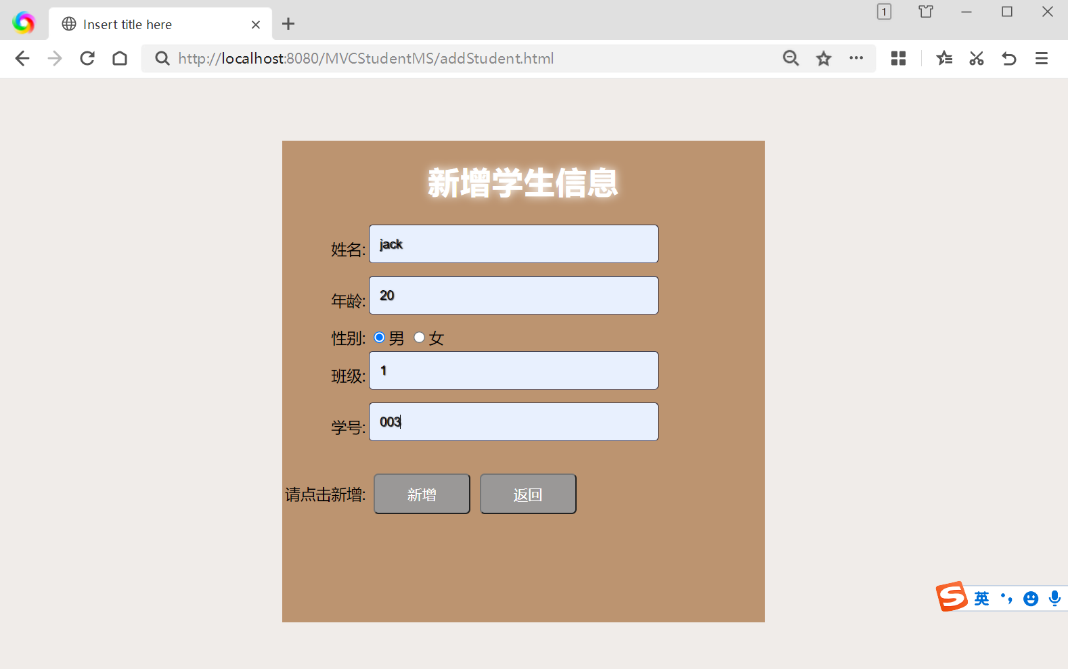 Insert title here
1
http://localhost:8080/MVCStudentMS/addStudent.html
新增学生信息
姓名: jack
年龄: 20
性别: 男 女
班级: 1
学号: 003
请点击新增: 新增 返回
S 英